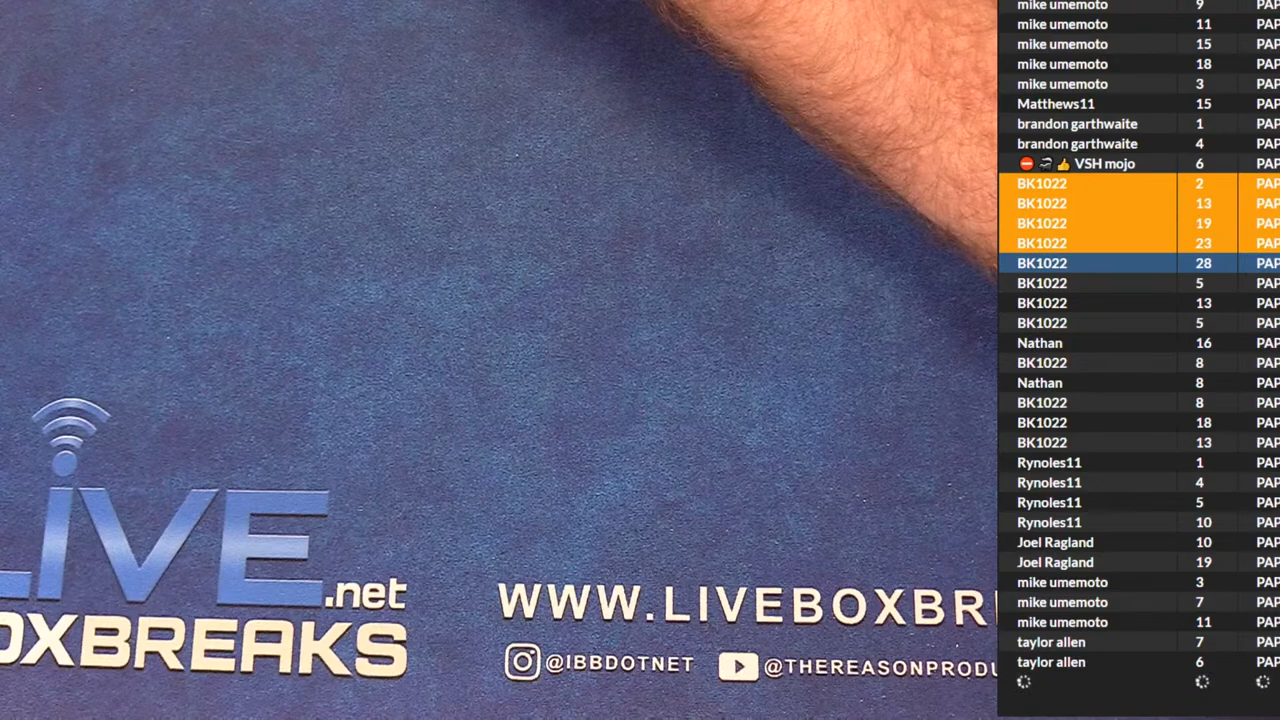 mike umemoto 9 PAP
mike umemoto 11 PAP
mike umemoto 15 PAP
mike umemoto 18 PAP
mike umemoto 3 PAP
Matthews11 15 PAP
brandon garthwaite 1 PAP
brandon garthwaite 4 PAP
⛔ 👍 VSH mojo 6 PAP
BK1022 2 PAP
BK1022 13 PAP
BK1022 19 PAP
BK1022 23 PAP
BK1022 28 PAP
BK1022 5 PAP
BK1022 13 PAP
BK1022 5 PAP
Nathan 16 PAP
BK1022 8 PAP
Nathan 8 PAP
BK1022 8 PAP
BK1022 18 PAP
BK1022 13 PAP
Rynoles11 1 PAP
Rynoles11 4 PAP
Rynoles11 5 PAP
Rynoles11 10 PAP
Joel Ragland 10 PAP
Joel Ragland 19 PAP
mike umemoto 3 PAP
mike umemoto 7 PAP
mike umemoto 11 PAP
taylor allen 7 PAP
taylor allen 6 PAP
LiVE.net
OXBREAKS
WWW.LIVEBOXBR
@IBBDOTNET @THEREASONPRODU